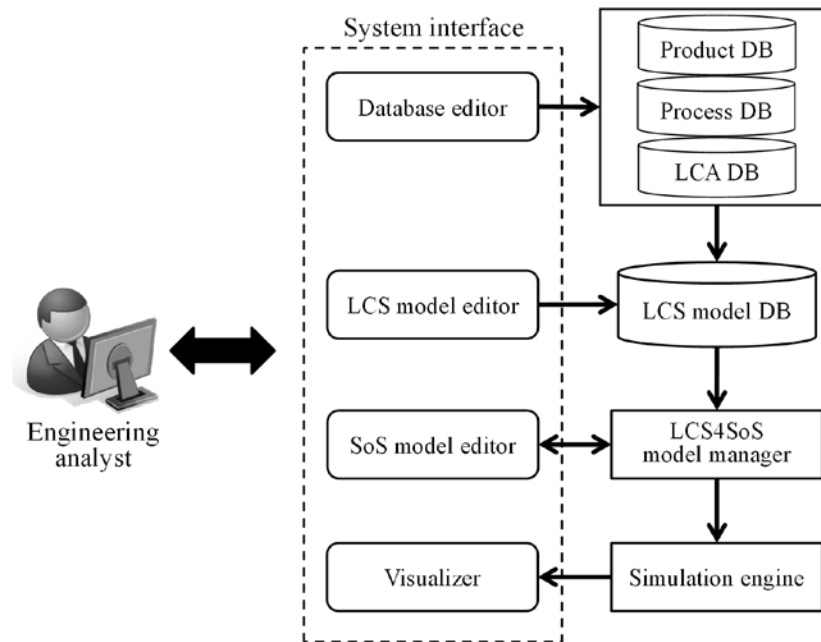 System interface
Product DB
Database editor
Process DB
LCA DB
LCS model editor
LCS model DB
Engineering
analyst
SoS model editor
LCS4SoS
model manager
Visualizer
Simulation engine